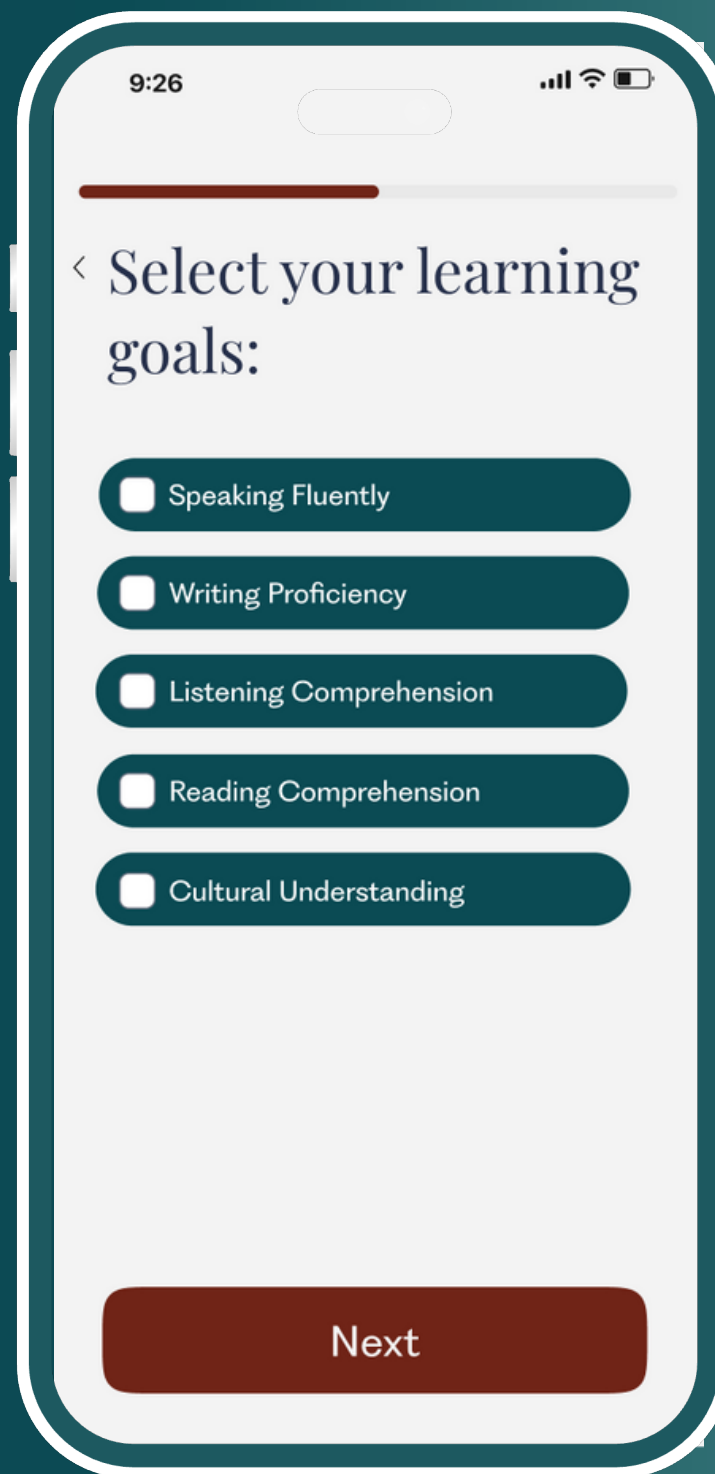 9:26
Select your learning
goals:
Speaking Fluently
Writing Proficiency
Listening Comprehension
Reading Comprehension
Cultural Understanding
Next